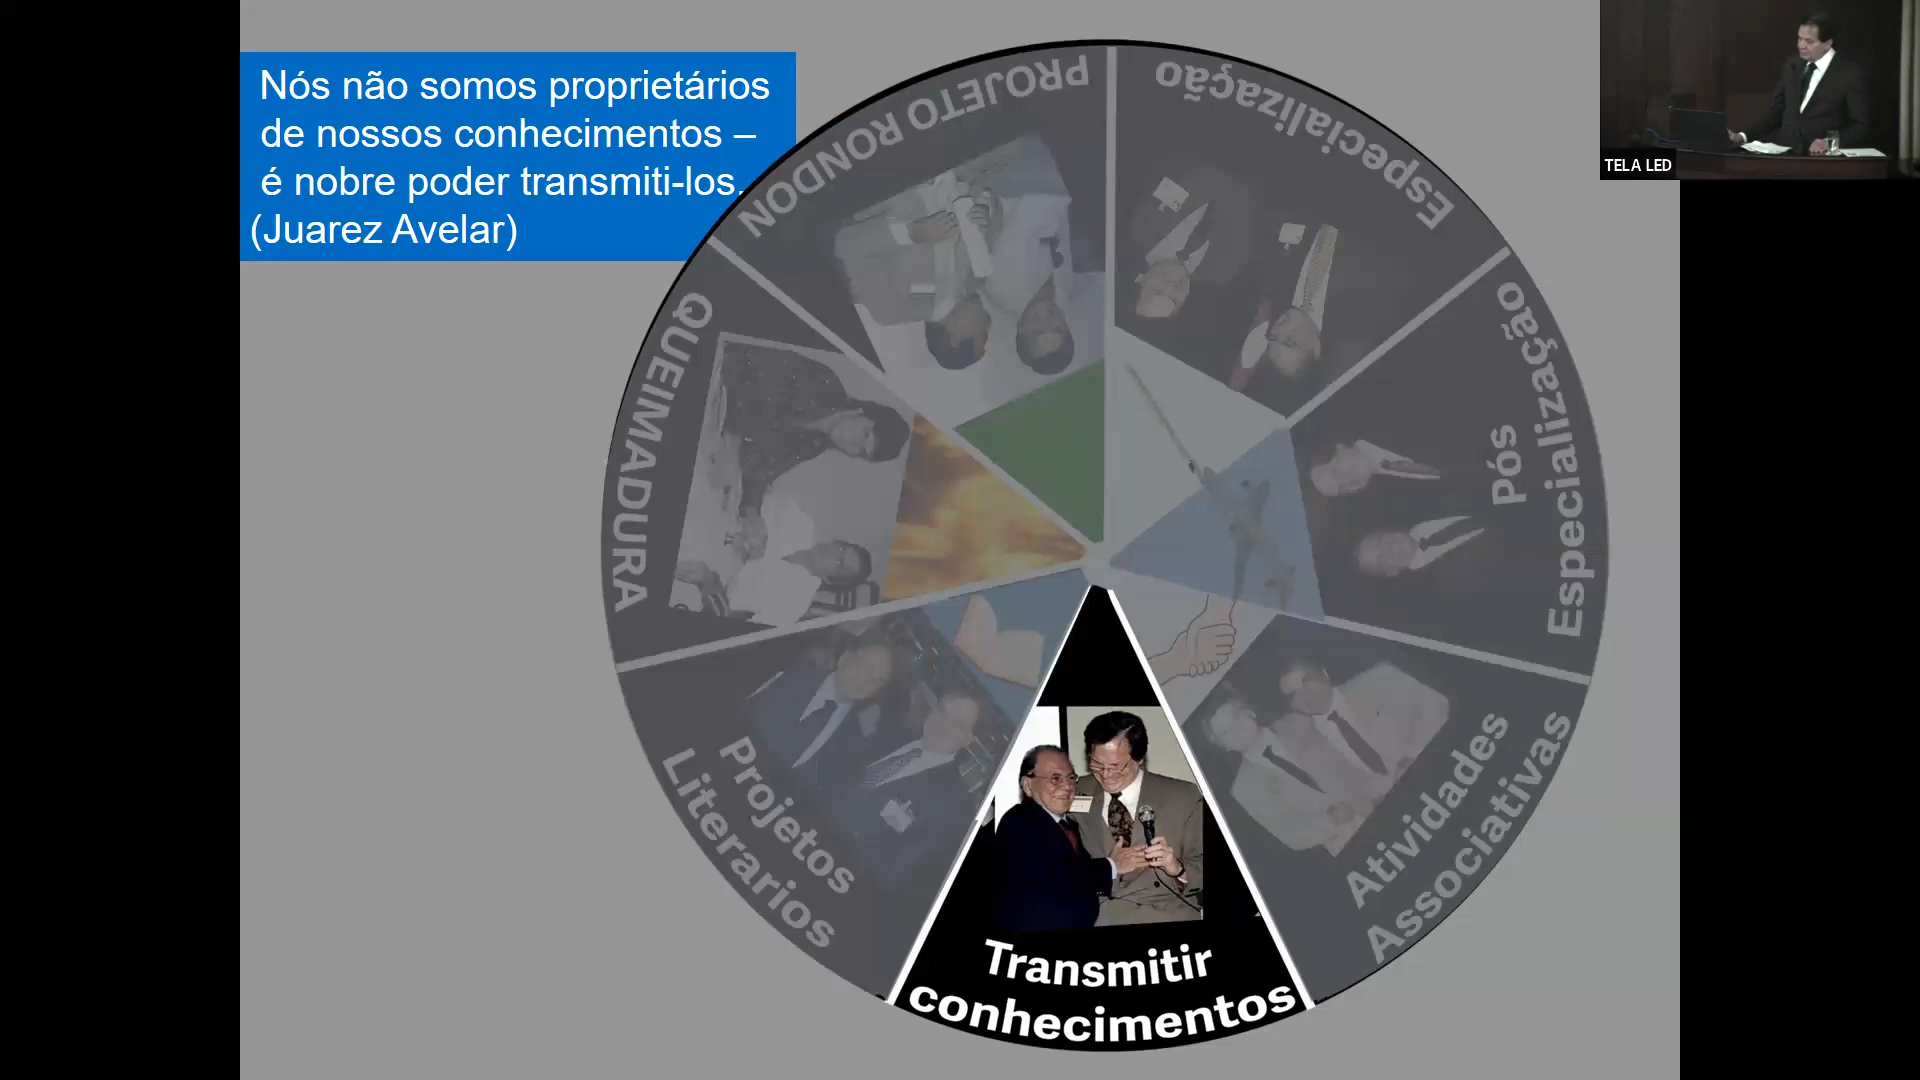 Nós não somos proprietários
de nossos conhecimentos –
é nobre poder transmiti-los.
(Juarez Avelar)
TELA LED
PROJETO RONDON
Especialização
Pós
Especialização
QUEIMADURA
Projetos
Literarios
Atividades
Associativas
Transmitir
conhecimentos